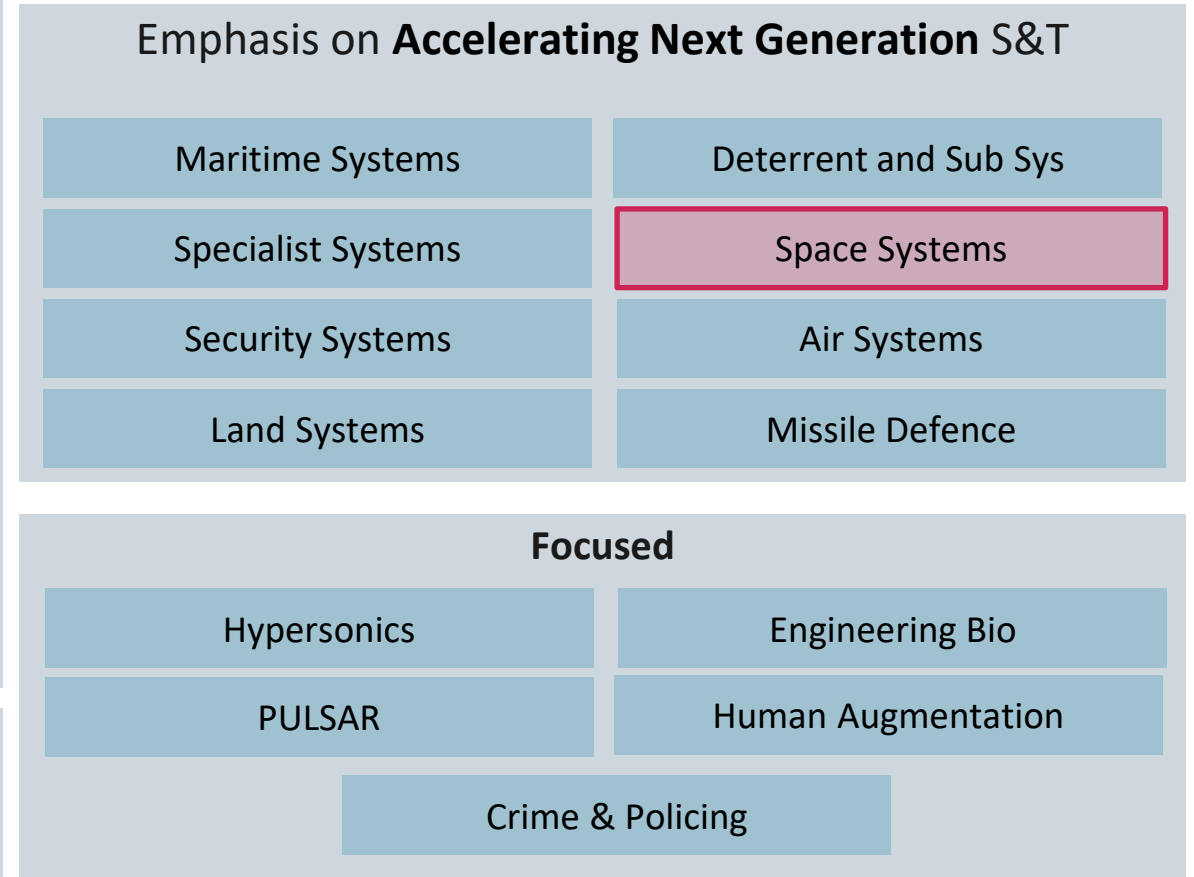 Emphasis on Accelerating Next Generation S&T
Maritime Systems
Deterrent and Sub Sys
Specialist Systems
Space Systems
Security Systems
Air Systems
Land Systems
Missile Defence
Focused
Hypersonics
Engineering Bio
PULSAR
Human Augmentation
Crime & Policing